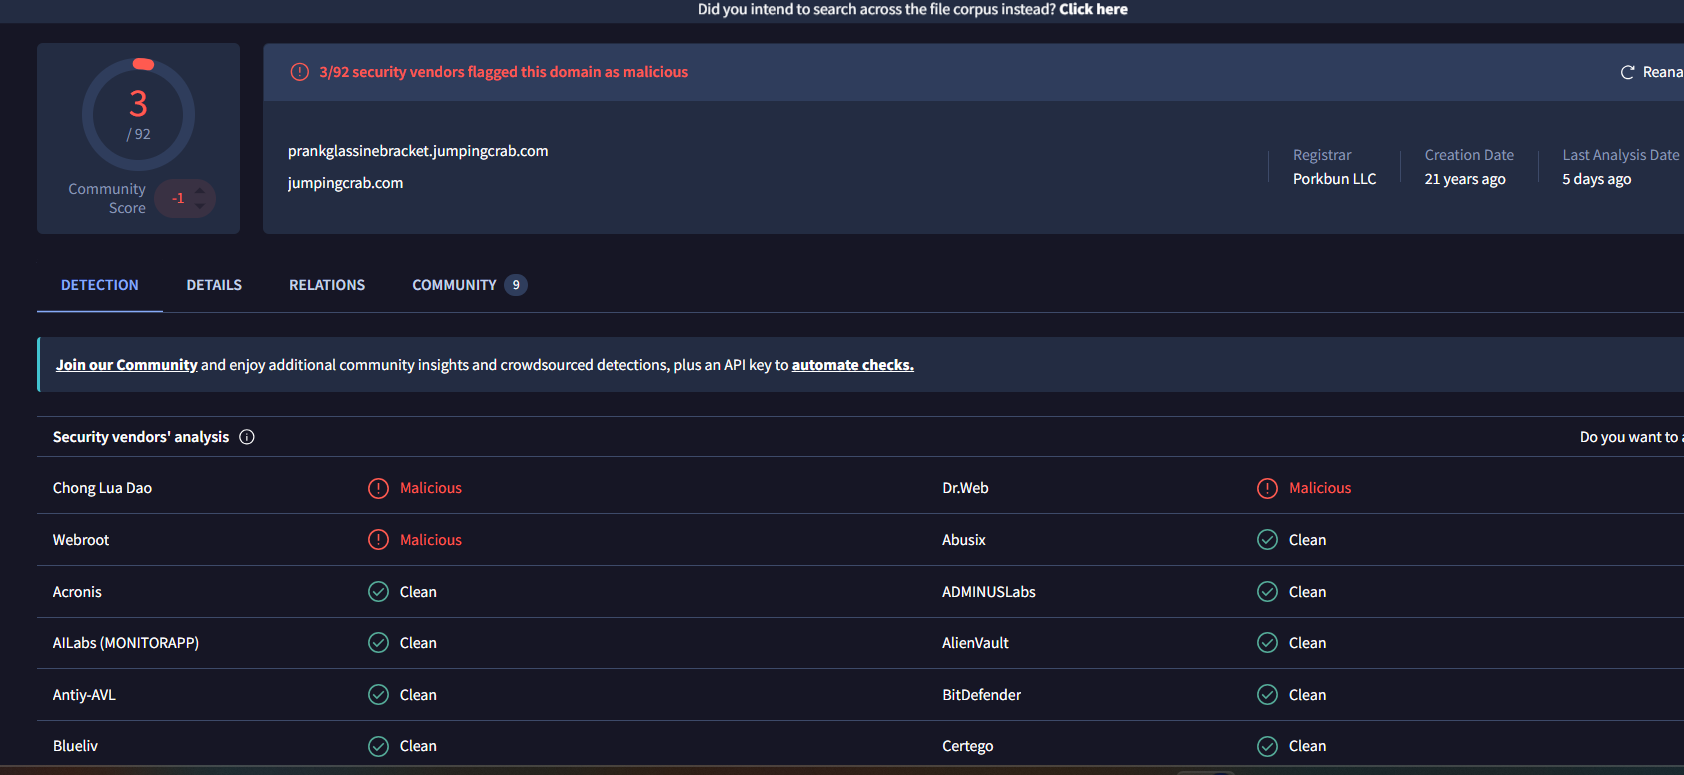 Did you intend to search across the file corpus instead? Click here
3
/ 92
Community Score
-1
3/92 security vendors flagged this domain as malicious
Reana
prankglassinebracket.jumpingcrab.com
jumpingcrab.com
Registrar
Porkbun LLC
Creation Date
21 years ago
Last Analysis Date
5 days ago
DETECTION DETAILS RELATIONS COMMUNITY 9
Join our Community and enjoy additional community insights and crowdsourced detections, plus an API key to automate checks.
Security vendors' analysis Do you want to a
Chong Lua Dao Malicious Dr.Web Malicious
Webroot Malicious Abusix Clean
Acronis Clean ADMINUSLabs Clean
AILabs (MONITORAPP) Clean AlienVault Clean
Antiy-AVL Clean BitDefender Clean
Blueliv Clean Certego Clean